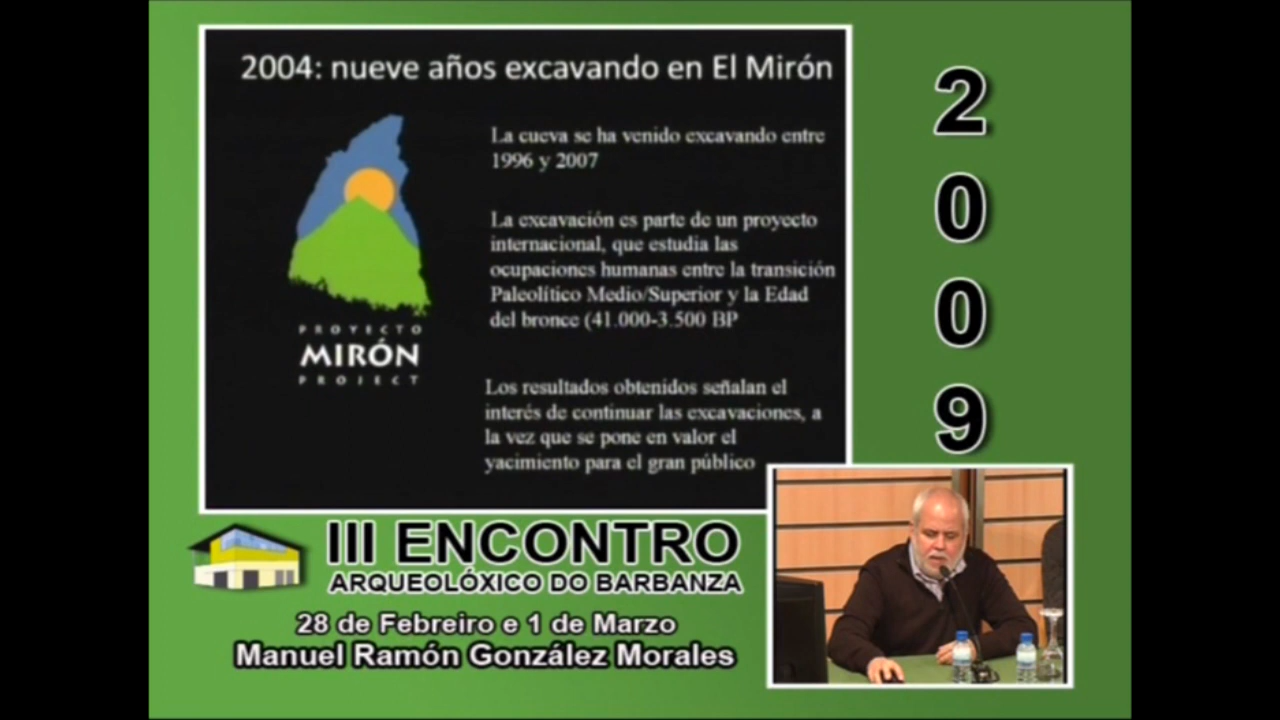 2004: nueve años excavando en El Mirón
La cueva se ha venido excavando entre
1996 y 2007
La excavación es parte de un proyecto
internacional, que estudia las
ocupaciones humanas entre la transición
Paleolítico Medio/Superior y la Edad
del bronce (41.000-3.500 BP
Los resultados obtenidos señalan el
interés de continuar las excavaciones, a
la vez que se pone en valor el
yacimiento para el gran público
PROYECTO
MIRÓN
PROJECT
2
0
0
9
III ENCONTRO
ARQUEOLÓXICO DO BARBANZA
28 de Febreiro e 1 de Marzo
Manuel Ramón González Morales